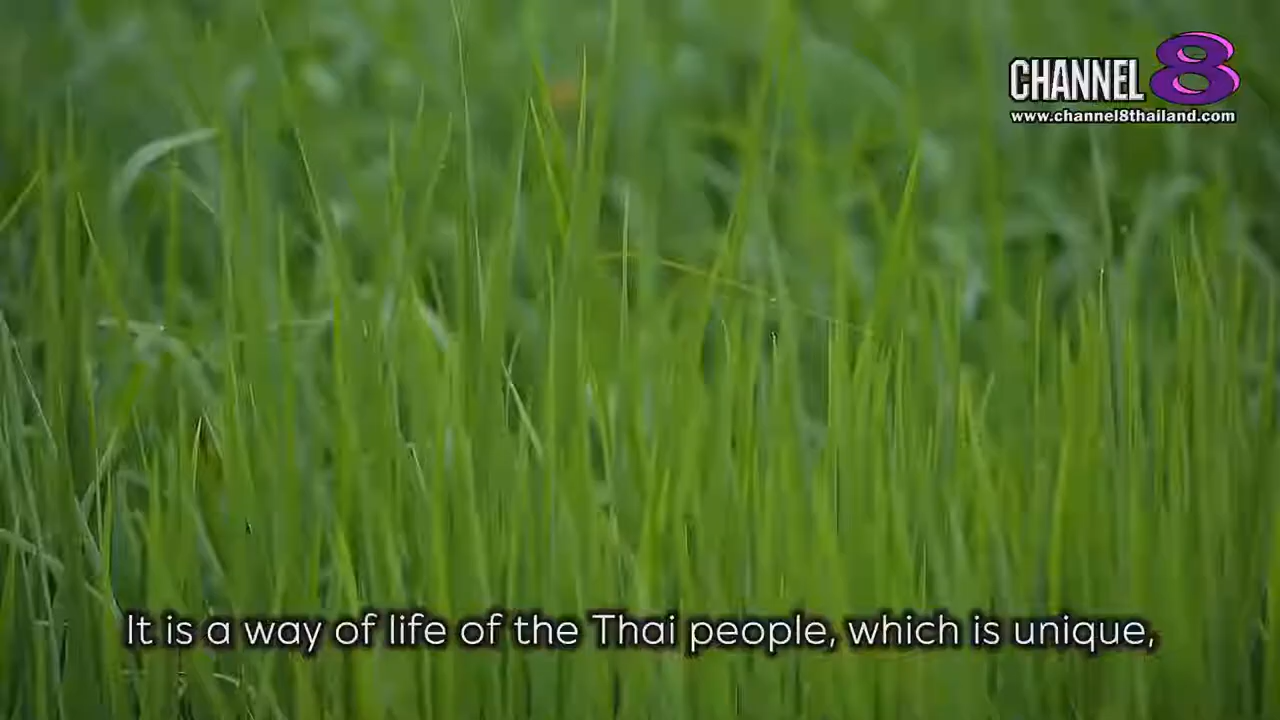 CHANNEL 8
www.channel8thailand.com
It is a way of life of the Thai people, which is unique,